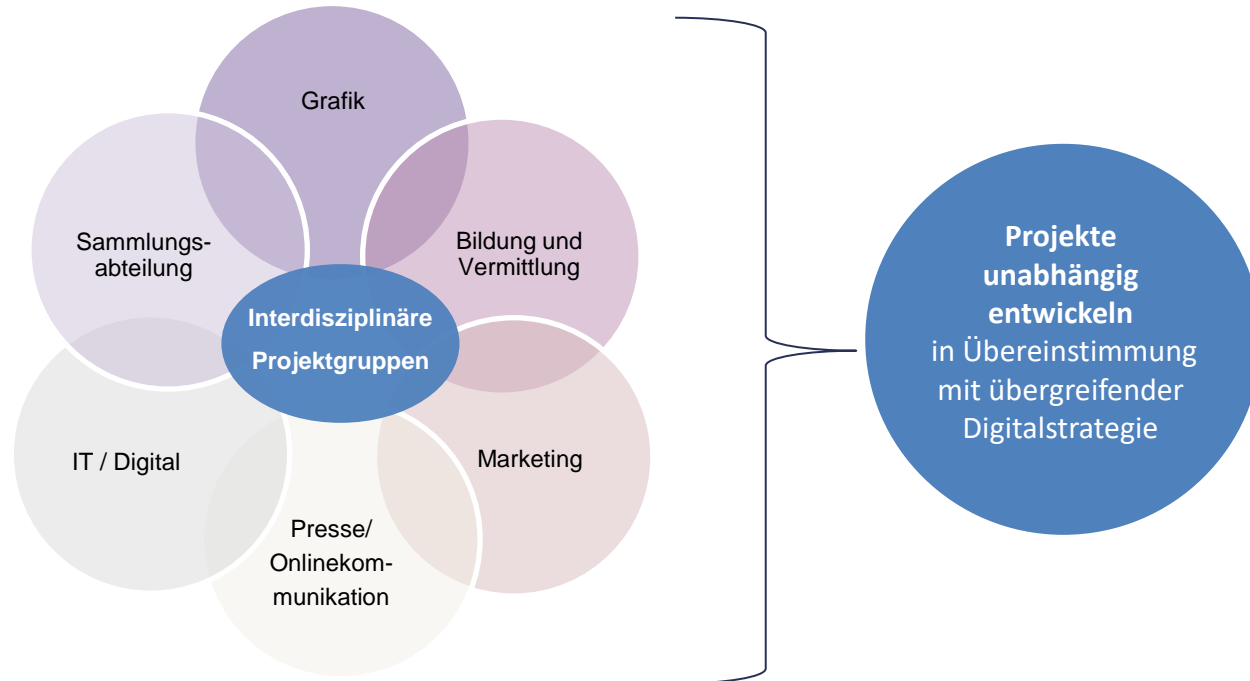 Grafik
Sammlungs-
abteilung
Bildung und
Vermittlung
Interdisziplinäre
Projektgruppen
IT / Digital
Marketing
Presse/
Onlinekom-
munikation
Projekte
unabhängig
entwickeln
in Übereinstimmung
mit übergreifender
Digitalstrategie